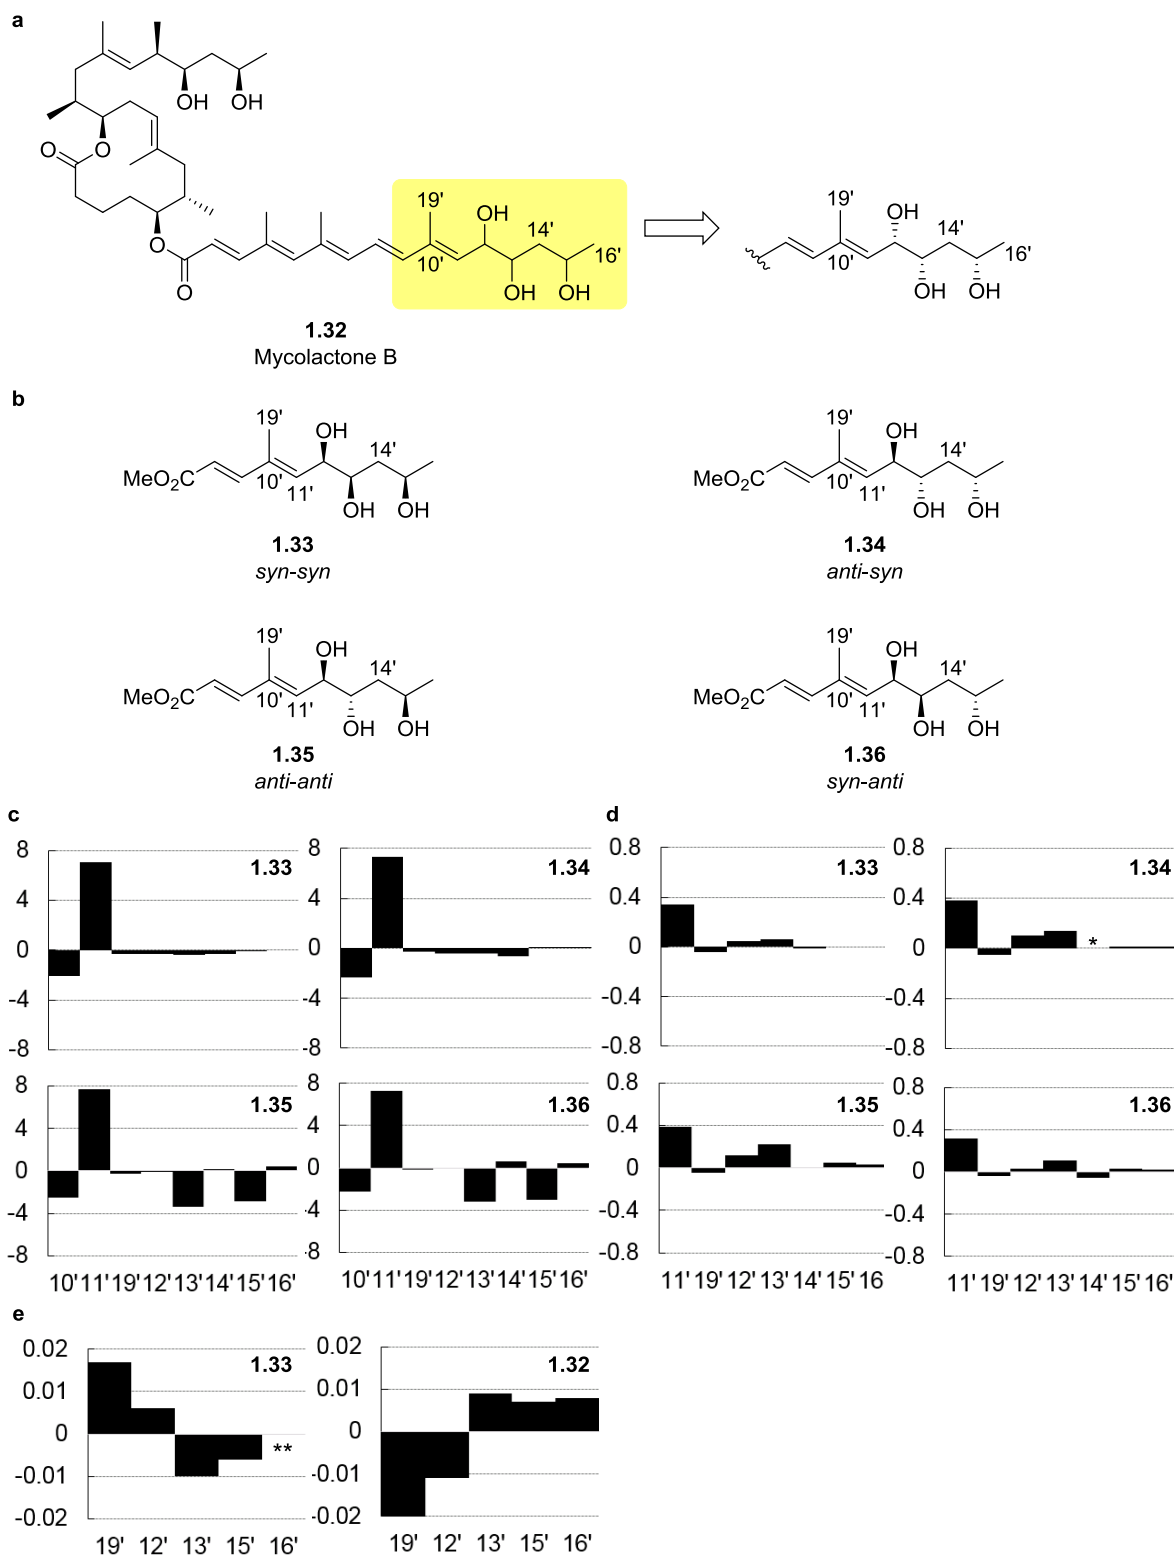 a
OH OH
O
O
O
O
19'
OH
14'
10'
16'
OH OH
19'
OH
14'
10'
16'
OH OH
1.32
Mycolactone B
b
19'
OH
14'
MeO2C
10' 11'
OH OH
1.33
syn-syn
19'
OH
14'
MeO2C
10' 11'
OH OH
1.34
anti-syn
19'
OH
14'
MeO2C
10' 11'
OH OH
1.35
anti-anti
19'
OH
14'
MeO2C
10' 11'
OH OH
1.36
syn-anti
c
8
4
0
-4
-8
1.33
8
4
0
-4
-8
1.34
8
4
0
-4
-8
1.35
10' 11' 19' 12' 13' 14' 15' 16'
8
4
0
-4
-8
1.36
10' 11' 19' 12' 13' 14' 15' 16'
d
0.8
0.4
0
-0.4
-0.8
1.33
0.8
0.4
0
-0.4
-0.8
1.34
*
0.8
0.4
0
-0.4
-0.8
1.35
11' 19' 12' 13' 14' 15' 16
0.8
0.4
0
-0.4
-0.8
1.36
11' 19' 12' 13' 14' 15' 16'
e
0.02
0.01
0
-0.01
-0.02
1.33
**
19' 12' 13' 15' 16'
0.02
0.01
0
-0.01
-0.02
1.32
19' 12' 13' 15' 16'